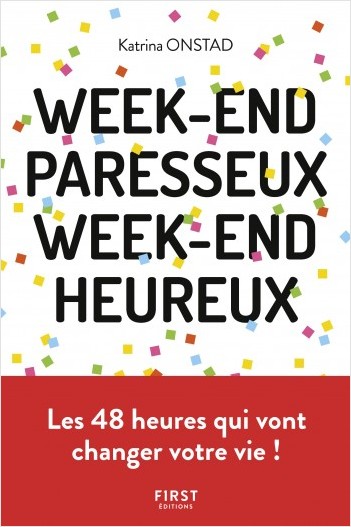 Katrina ONSTAD
WEEK-END
PARESSEUX
WEEK-END
HEUREUX
Les 48 heures qui vont
changer votre vie !
FIRST
ÉDITIONS